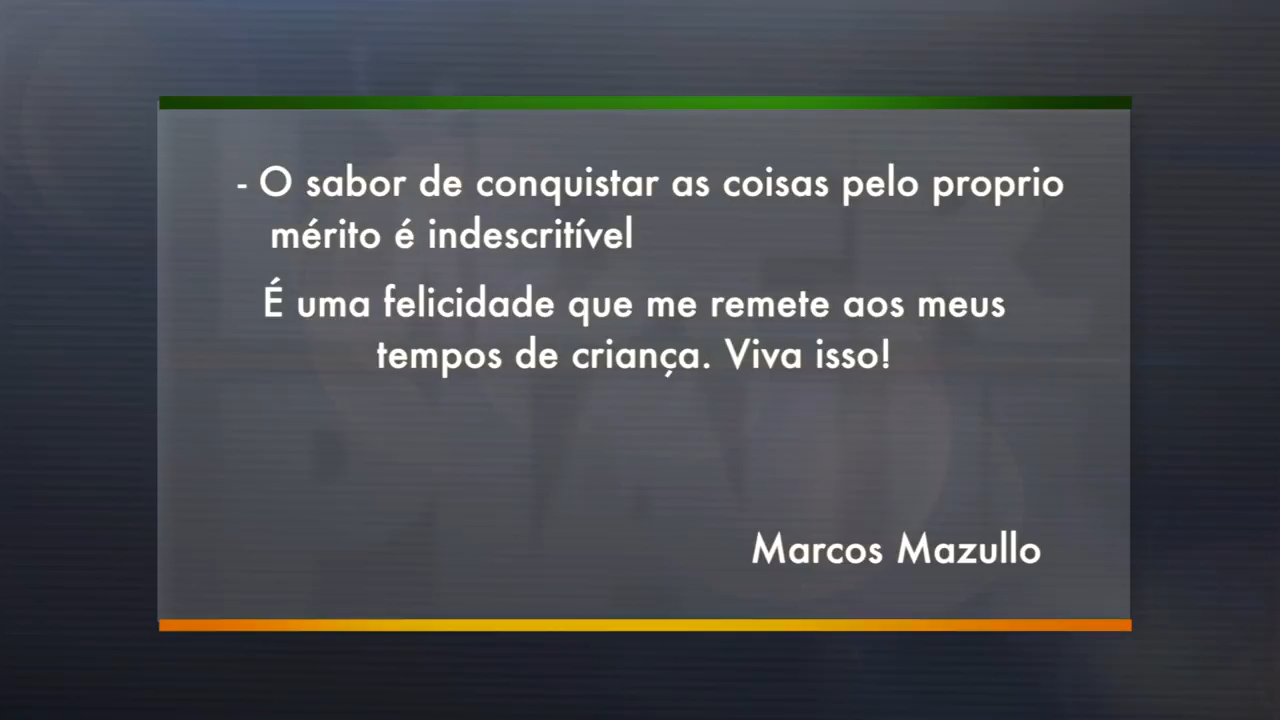 - O sabor de conquistar as coisas pelo proprio
mérito é indescritível
É uma felicidade que me remete aos meus
tempos de criança. Viva isso!
Marcos Mazullo